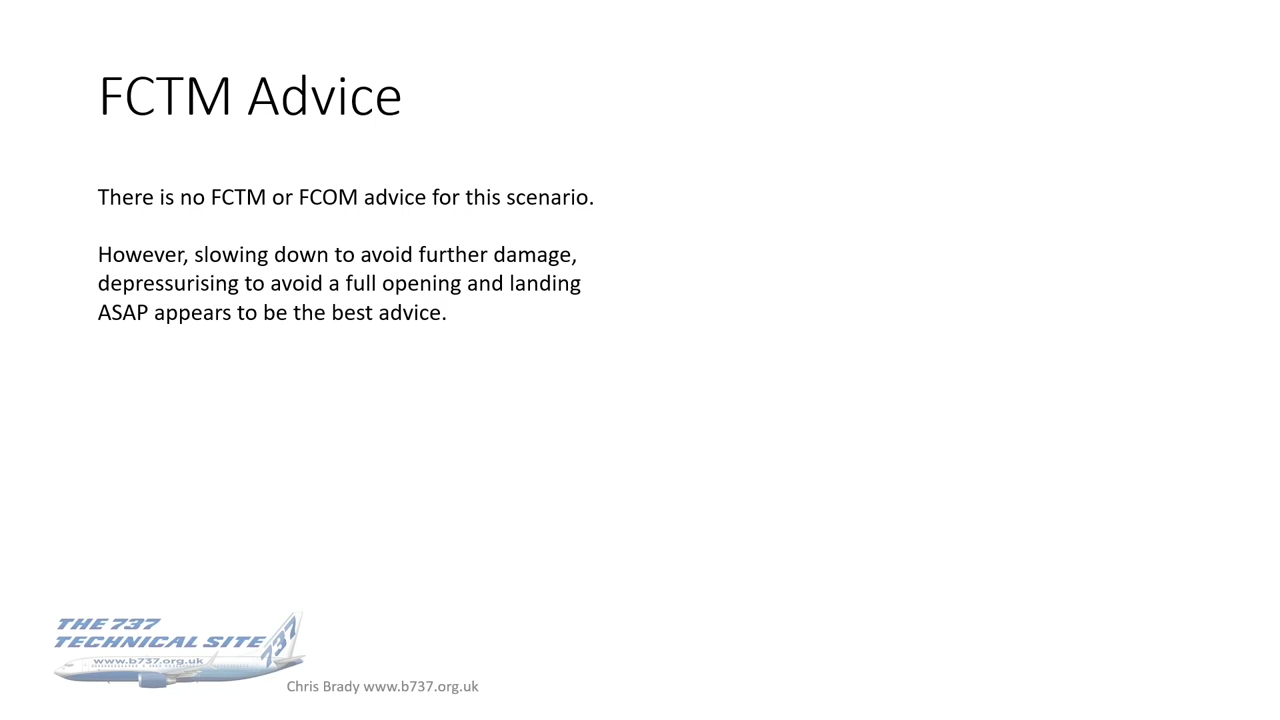 FCTM Advice
There is no FCTM or FCOM advice for this scenario.
However, slowing down to avoid further damage,
depressurising to avoid a full opening and landing
ASAP appears to be the best advice.
THE 737
TECHNICAL SITE
737
www.b737.org.uk
Chris Brady www.b737.org.uk